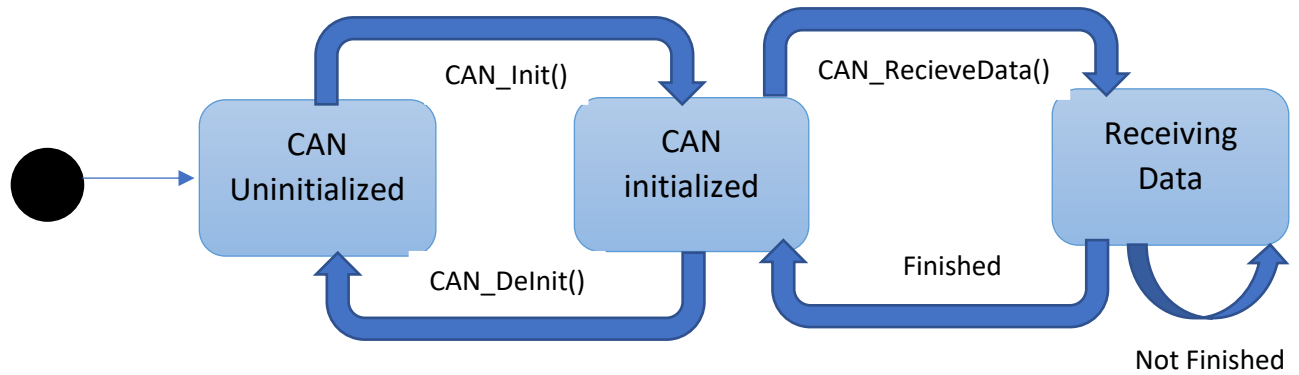 CAN_Init()
CAN_RecieveData()
CAN
Uninitialized
CAN
initialized
Receiving
Data
CAN_DeInit()
Finished
Not Finished